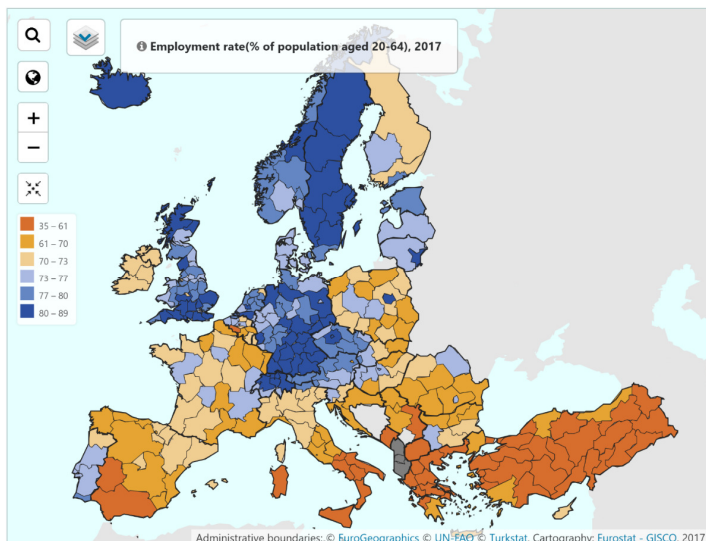 Employment rate(% of population aged 20-64), 2017
+
−
35 – 61
61 – 70
70 – 73
73 – 77
77 – 80
80 – 89
Administrative boundaries: © EuroGeographics © UN-FAO © Turkstat, Cartography: Eurostat - GISCO, 2017